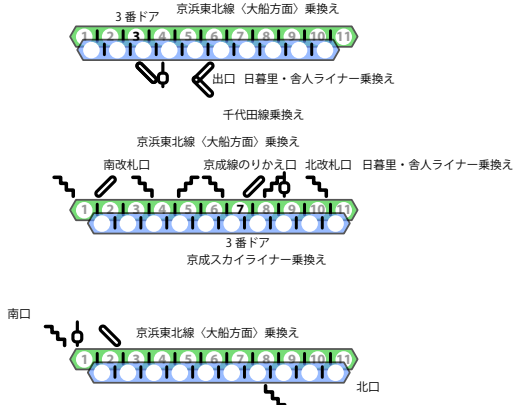 京浜東北線〈大船方面〉乗換え
3 番ドア
1 2 3 4 5 6 7 8 9 10 11
出口 日暮里・舎人ライナー乗換え
千代田線乗換え
京浜東北線〈大船方面〉乗換え
南改札口 京成線のりかえ口 北改札口 日暮里・舎人ライナー乗換え
1 2 3 4 5 6 7 8 9 10 11
3 番ドア
京成スカイライナー乗換え
南口
京浜東北線〈大船方面〉乗換え
1 2 3 4 5 6 7 8 9 10 11
北口